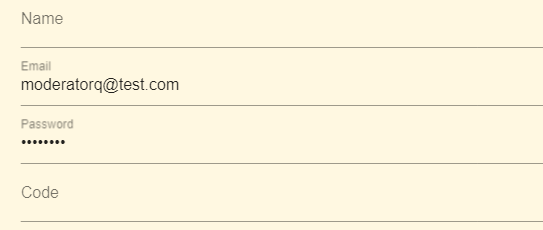 Name
Email
moderatorq@test.com
Password
••••••••
Code